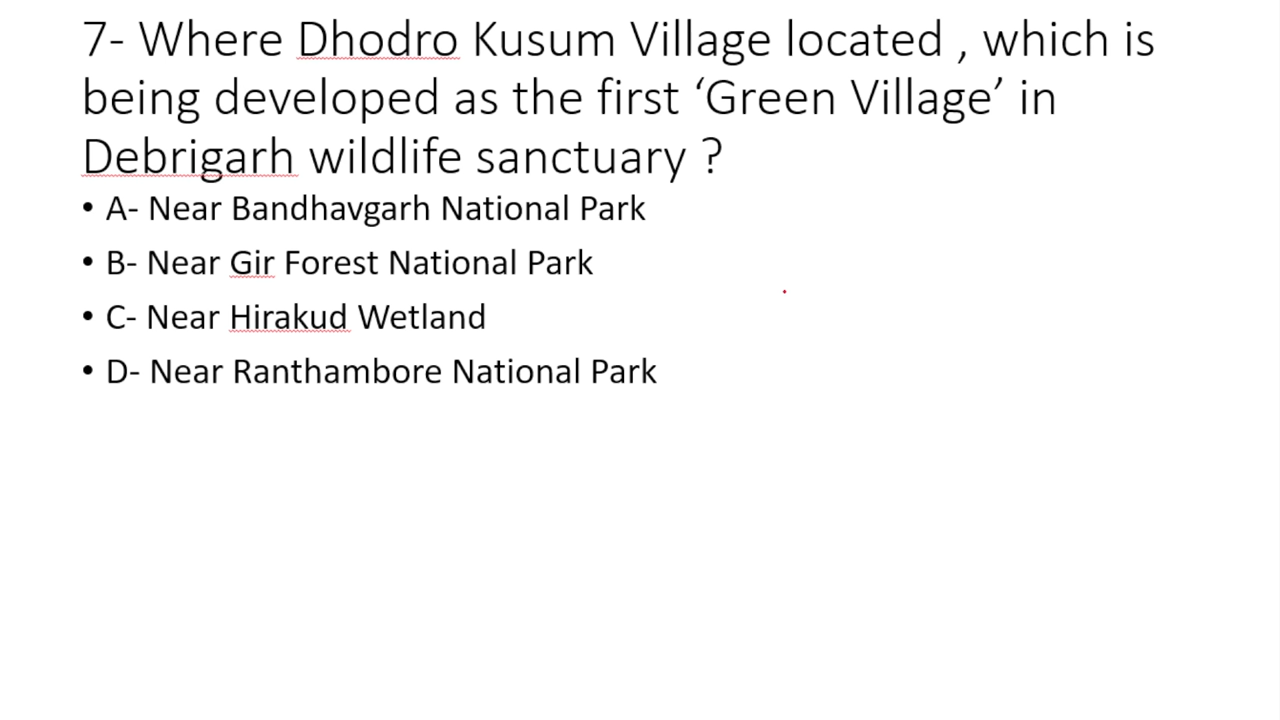 7- Where Dhodro Kusum Village located , which is
being developed as the first ‘Green Village’ in
Debrigarh wildlife sanctuary ?
• A- Near Bandhavgarh National Park
• B- Near Gir Forest National Park
• C- Near Hirakud Wetland
• D- Near Ranthambore National Park